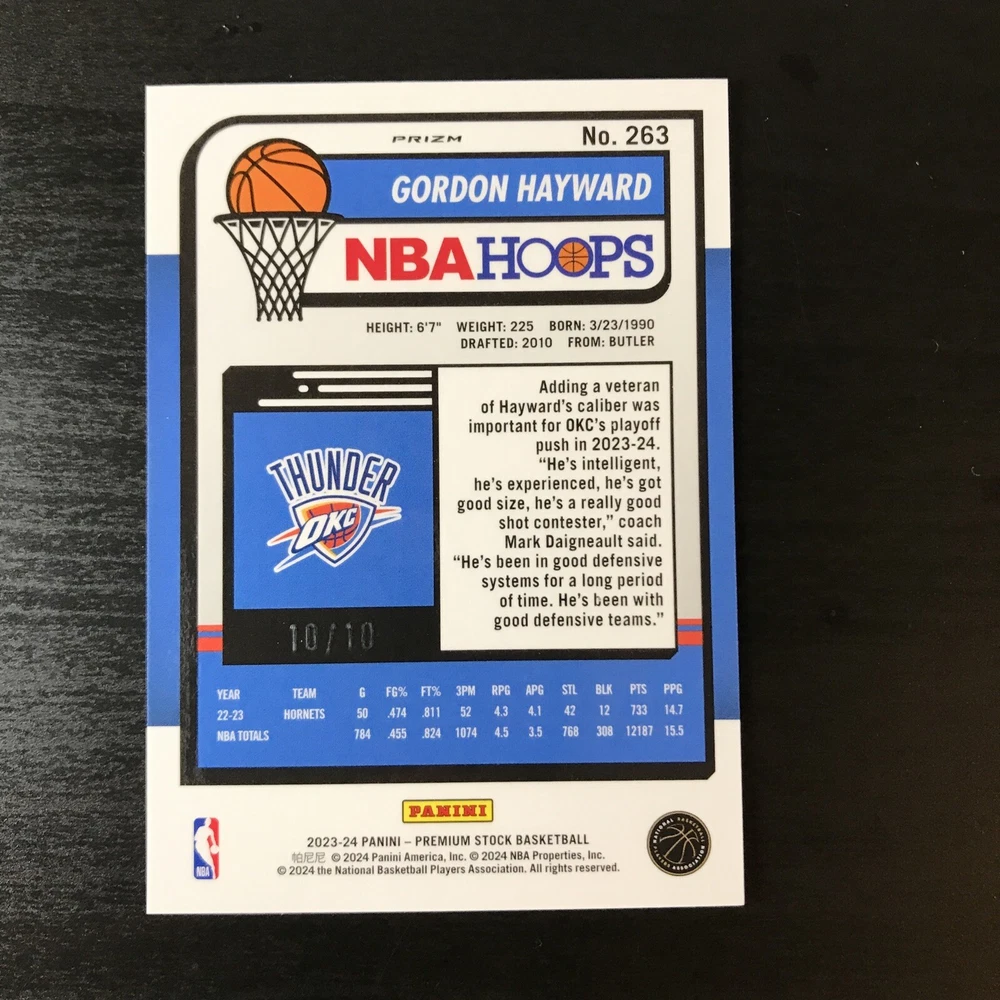 PRIZM No. 263
GORDON HAYWARD
NBA HOOPS
HEIGHT: 6'7" WEIGHT: 225 BORN: 3/23/1990
DRAFTED: 2010 FROM: BUTLER
Adding a veteran
of Hayward's caliber was
important for OKC's playoff
push in 2023-24.
"He's intelligent,
he's experienced, he's got
good size, he's a really good
shot contester," coach
Mark Daigneault said.
"He's been in good defensive
systems for a long period
of time. He's been with
good defensive teams."
THUNDER
OKC
10/10
YEAR TEAM G FG% FT% 3PM RPG APG STL BLK PTS PPG
22-23 HORNETS 50 .474 .811 52 4.3 4.1 42 12 733 14.7
NBA TOTALS 784 .455 .824 1074 4.5 3.5 768 308 12187 15.5
PANINI
2023-24 PANINI – PREMIUM STOCK BASKETBALL
帕尼尼 © 2024 Panini America, Inc. © 2024 NBA Properties, Inc.
© 2024 the National Basketball Players Association. All rights reserved.
NBA
NATIONAL BASKETBALL PLAYERS ASSOCIATION